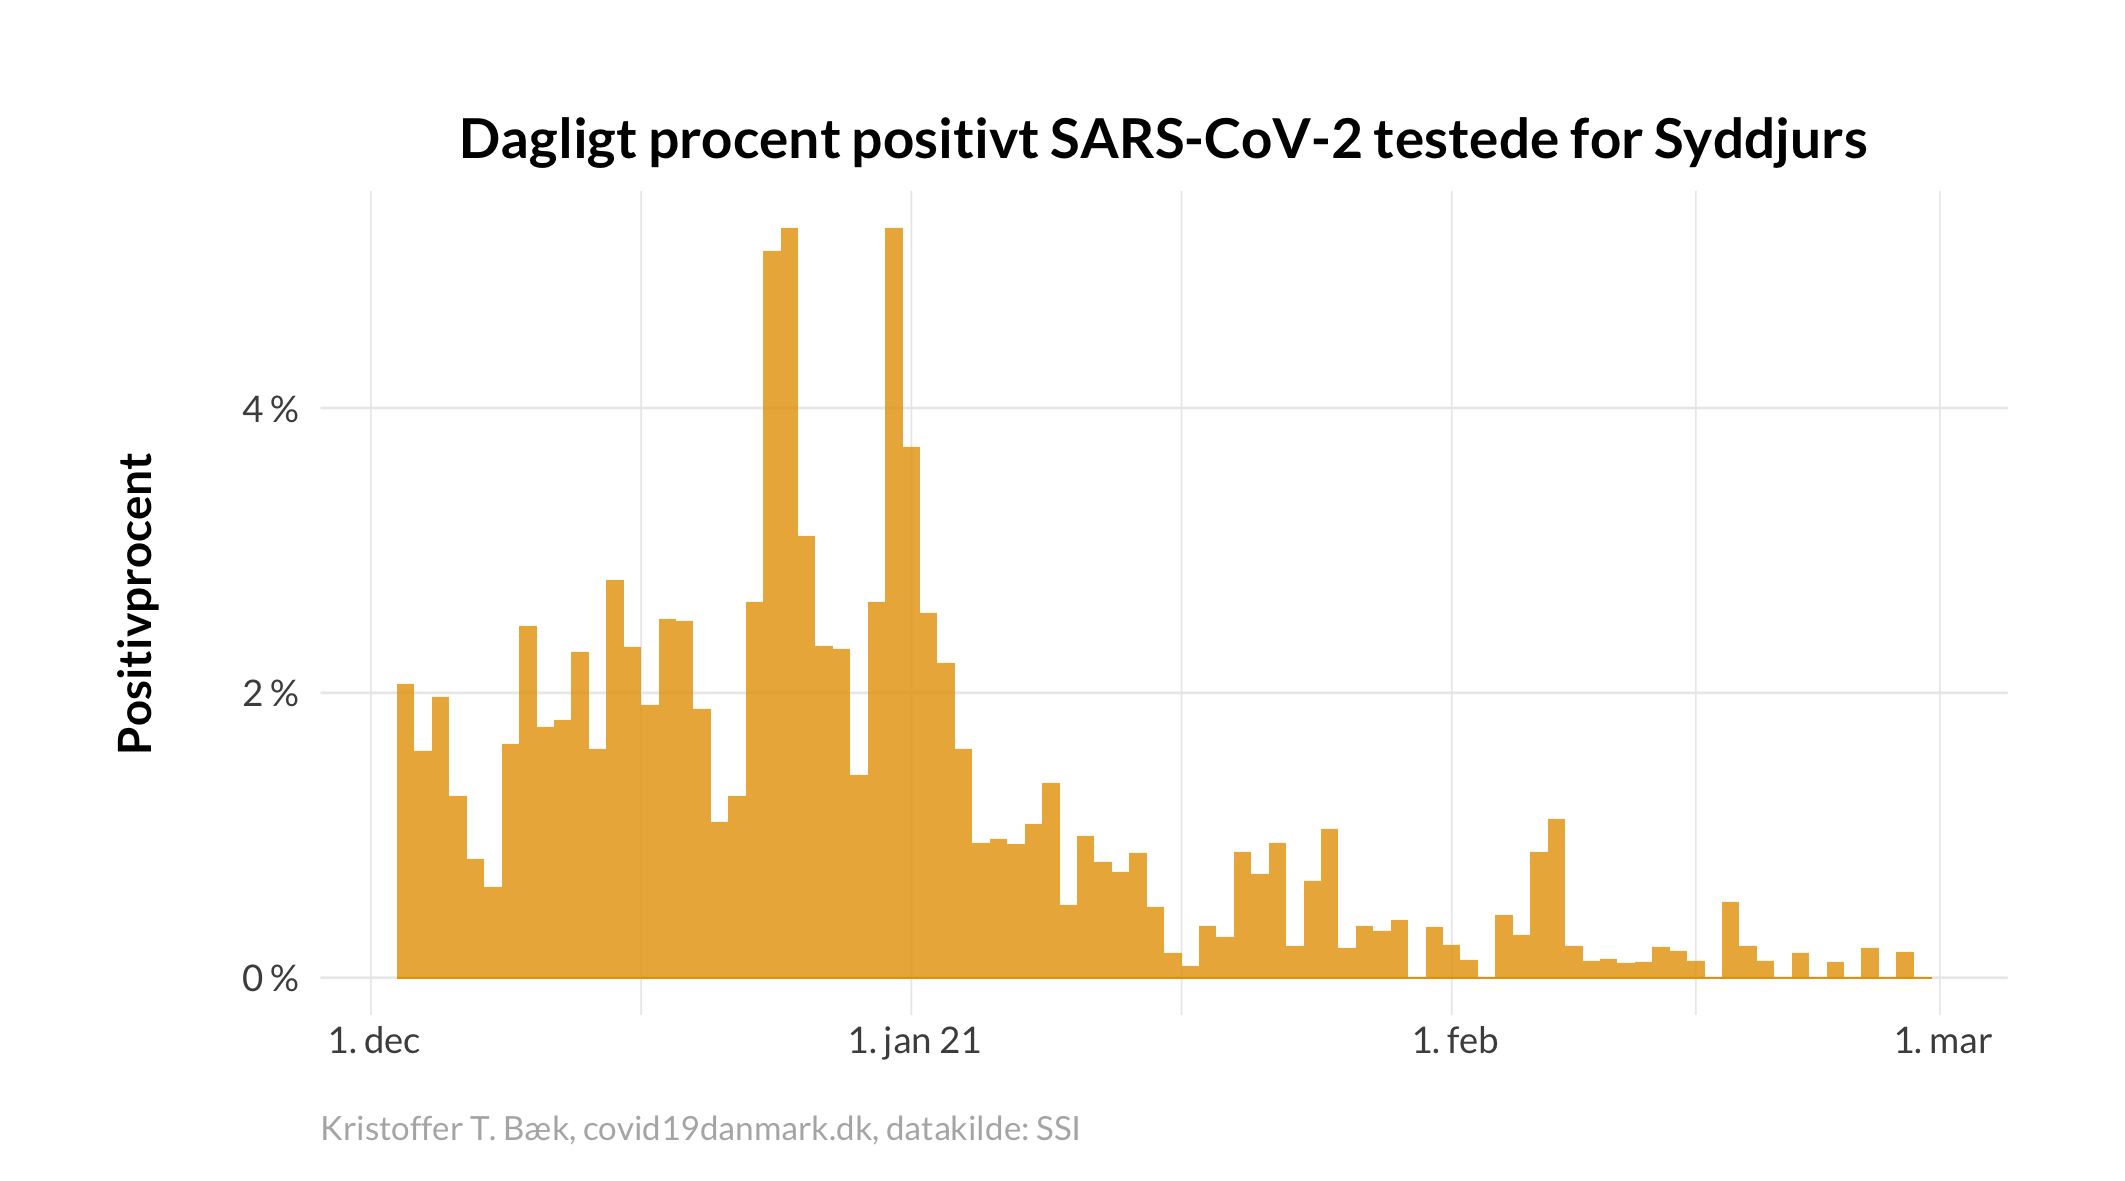 Dagligt procent positivt SARS-CoV-2 testede for Syddjurs
Positivprocent
4 %
2 %
0 %
1. dec
1. jan 21
1. feb
1. mar
Kristoffer T. Bæk, covid19danmark.dk, datakilde: SSI